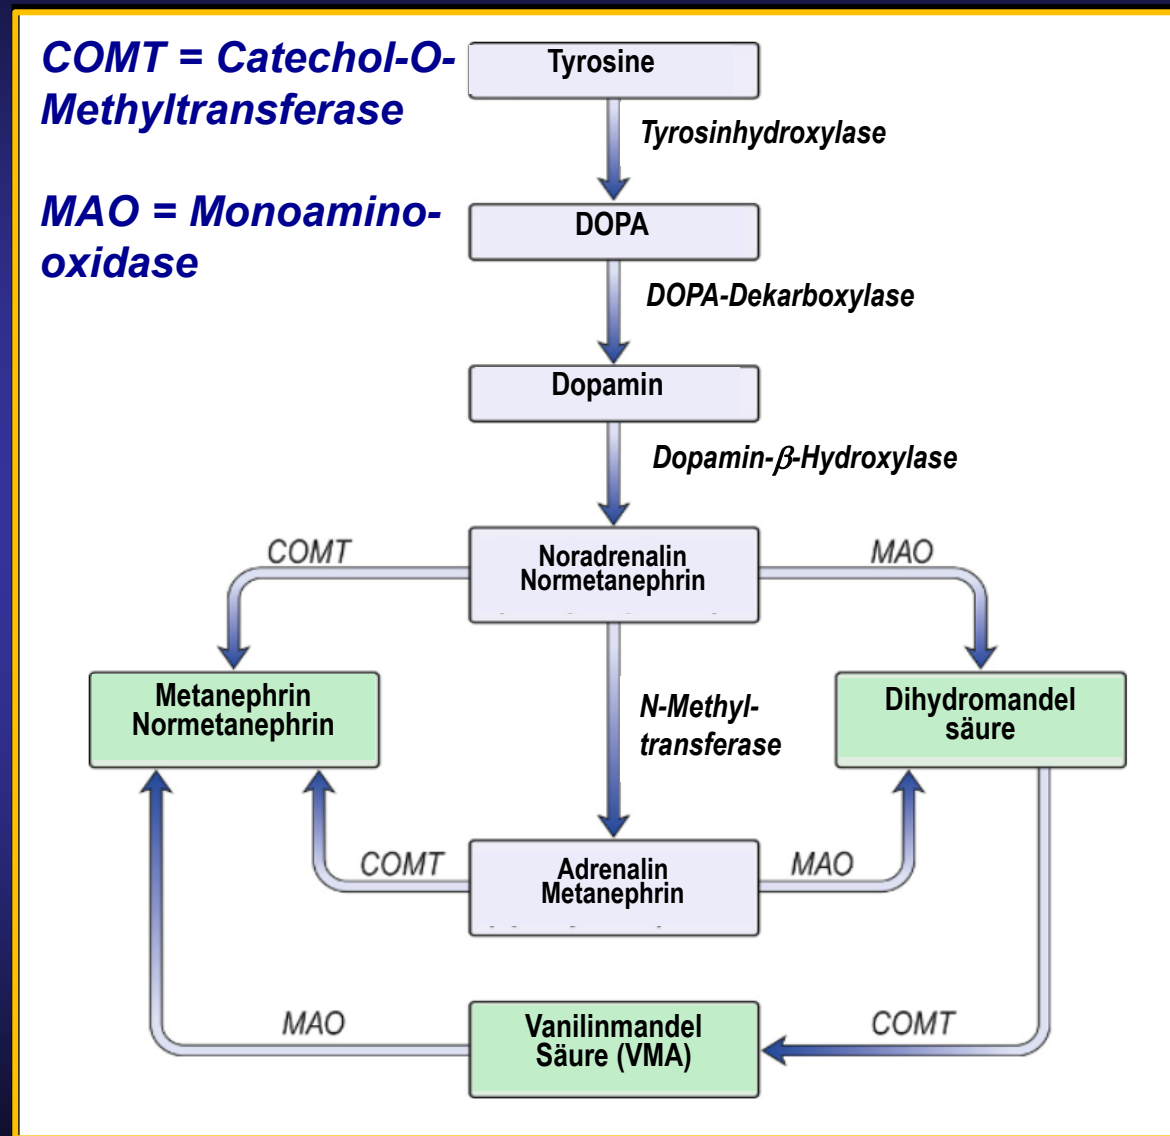 COMT = Catechol-O-
Methyltransferase
MAO = Monoamino-
oxidase
Tyrosine
Tyrosinhydroxylase
DOPA
DOPA-Dekarboxylase
Dopamin
Dopamin-β-Hydroxylase
COMT
Noradrenalin
Normetanephrin
MAO
Metanephrin
Normetanephrin
N-Methyl-
transferase
Dihydromandel
säure
COMT
Adrenalin
Metanephrin
MAO
MAO
Vanilinmandel
Säure (VMA)
COMT